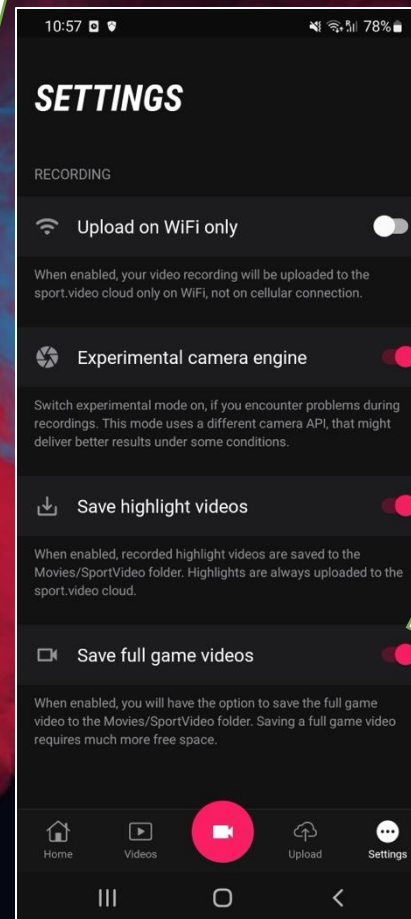 10:57 78%
SETTINGS
RECORDING
Upload on WiFi only
When enabled, your video recording will be uploaded to the
sport.video cloud only on WiFi, not on cellular connection.
Experimental camera engine
Switch experimental mode on, if you encounter problems during
recordings. This mode uses a different camera API, that might
deliver better results under some conditions.
Save highlight videos
When enabled, recorded highlight videos are saved to the
Movies/SportVideo folder. Highlights are always uploaded to the
sport.video cloud.
Save full game videos
When enabled, you will have the option to save the full game
video to the Movies/SportVideo folder. Saving a full game video
requires much more free space.
Home Videos Upload Settings